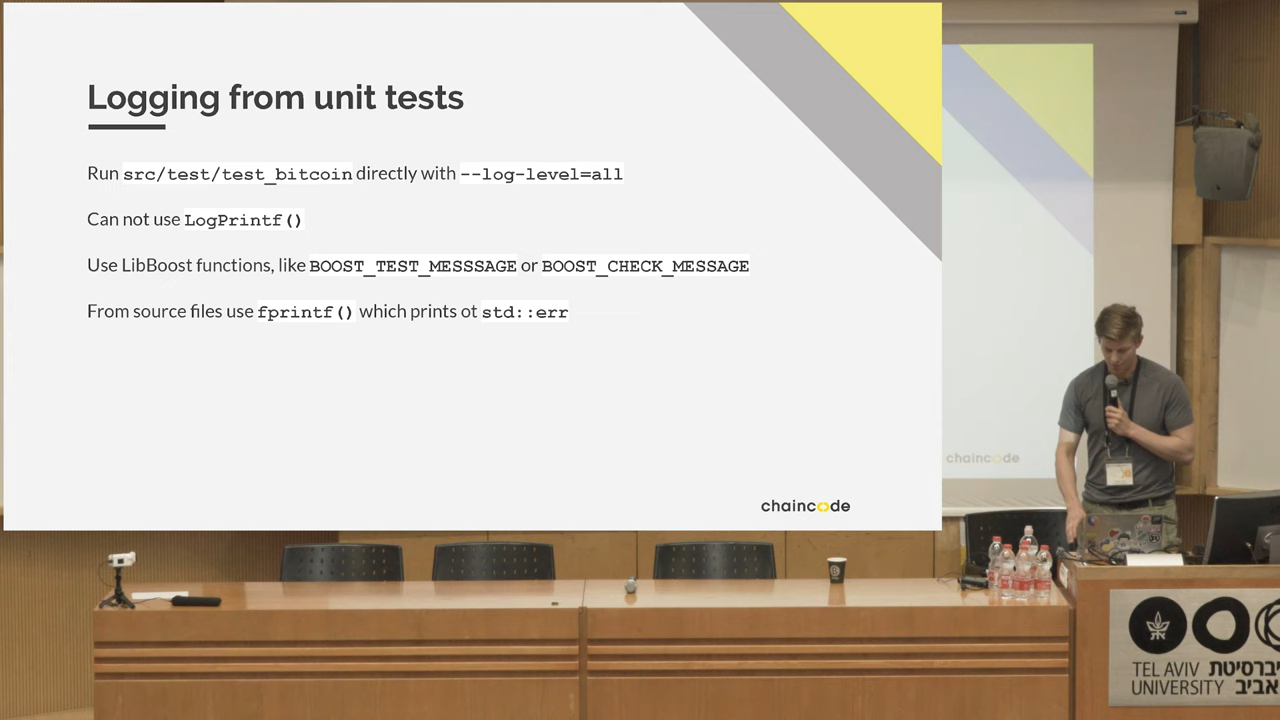 Logging from unit tests
Run src/test/test_bitcoin directly with --log-level=all
Can not use LogPrintf()
Use LibBoost functions, like BOOST_TEST_MESSSAGE or BOOST_CHECK_MESSAGE
From source files use fprintf() which prints ot std::err
chaincode
chaincode
TEL AVIV
UNIVERSITY
אביב